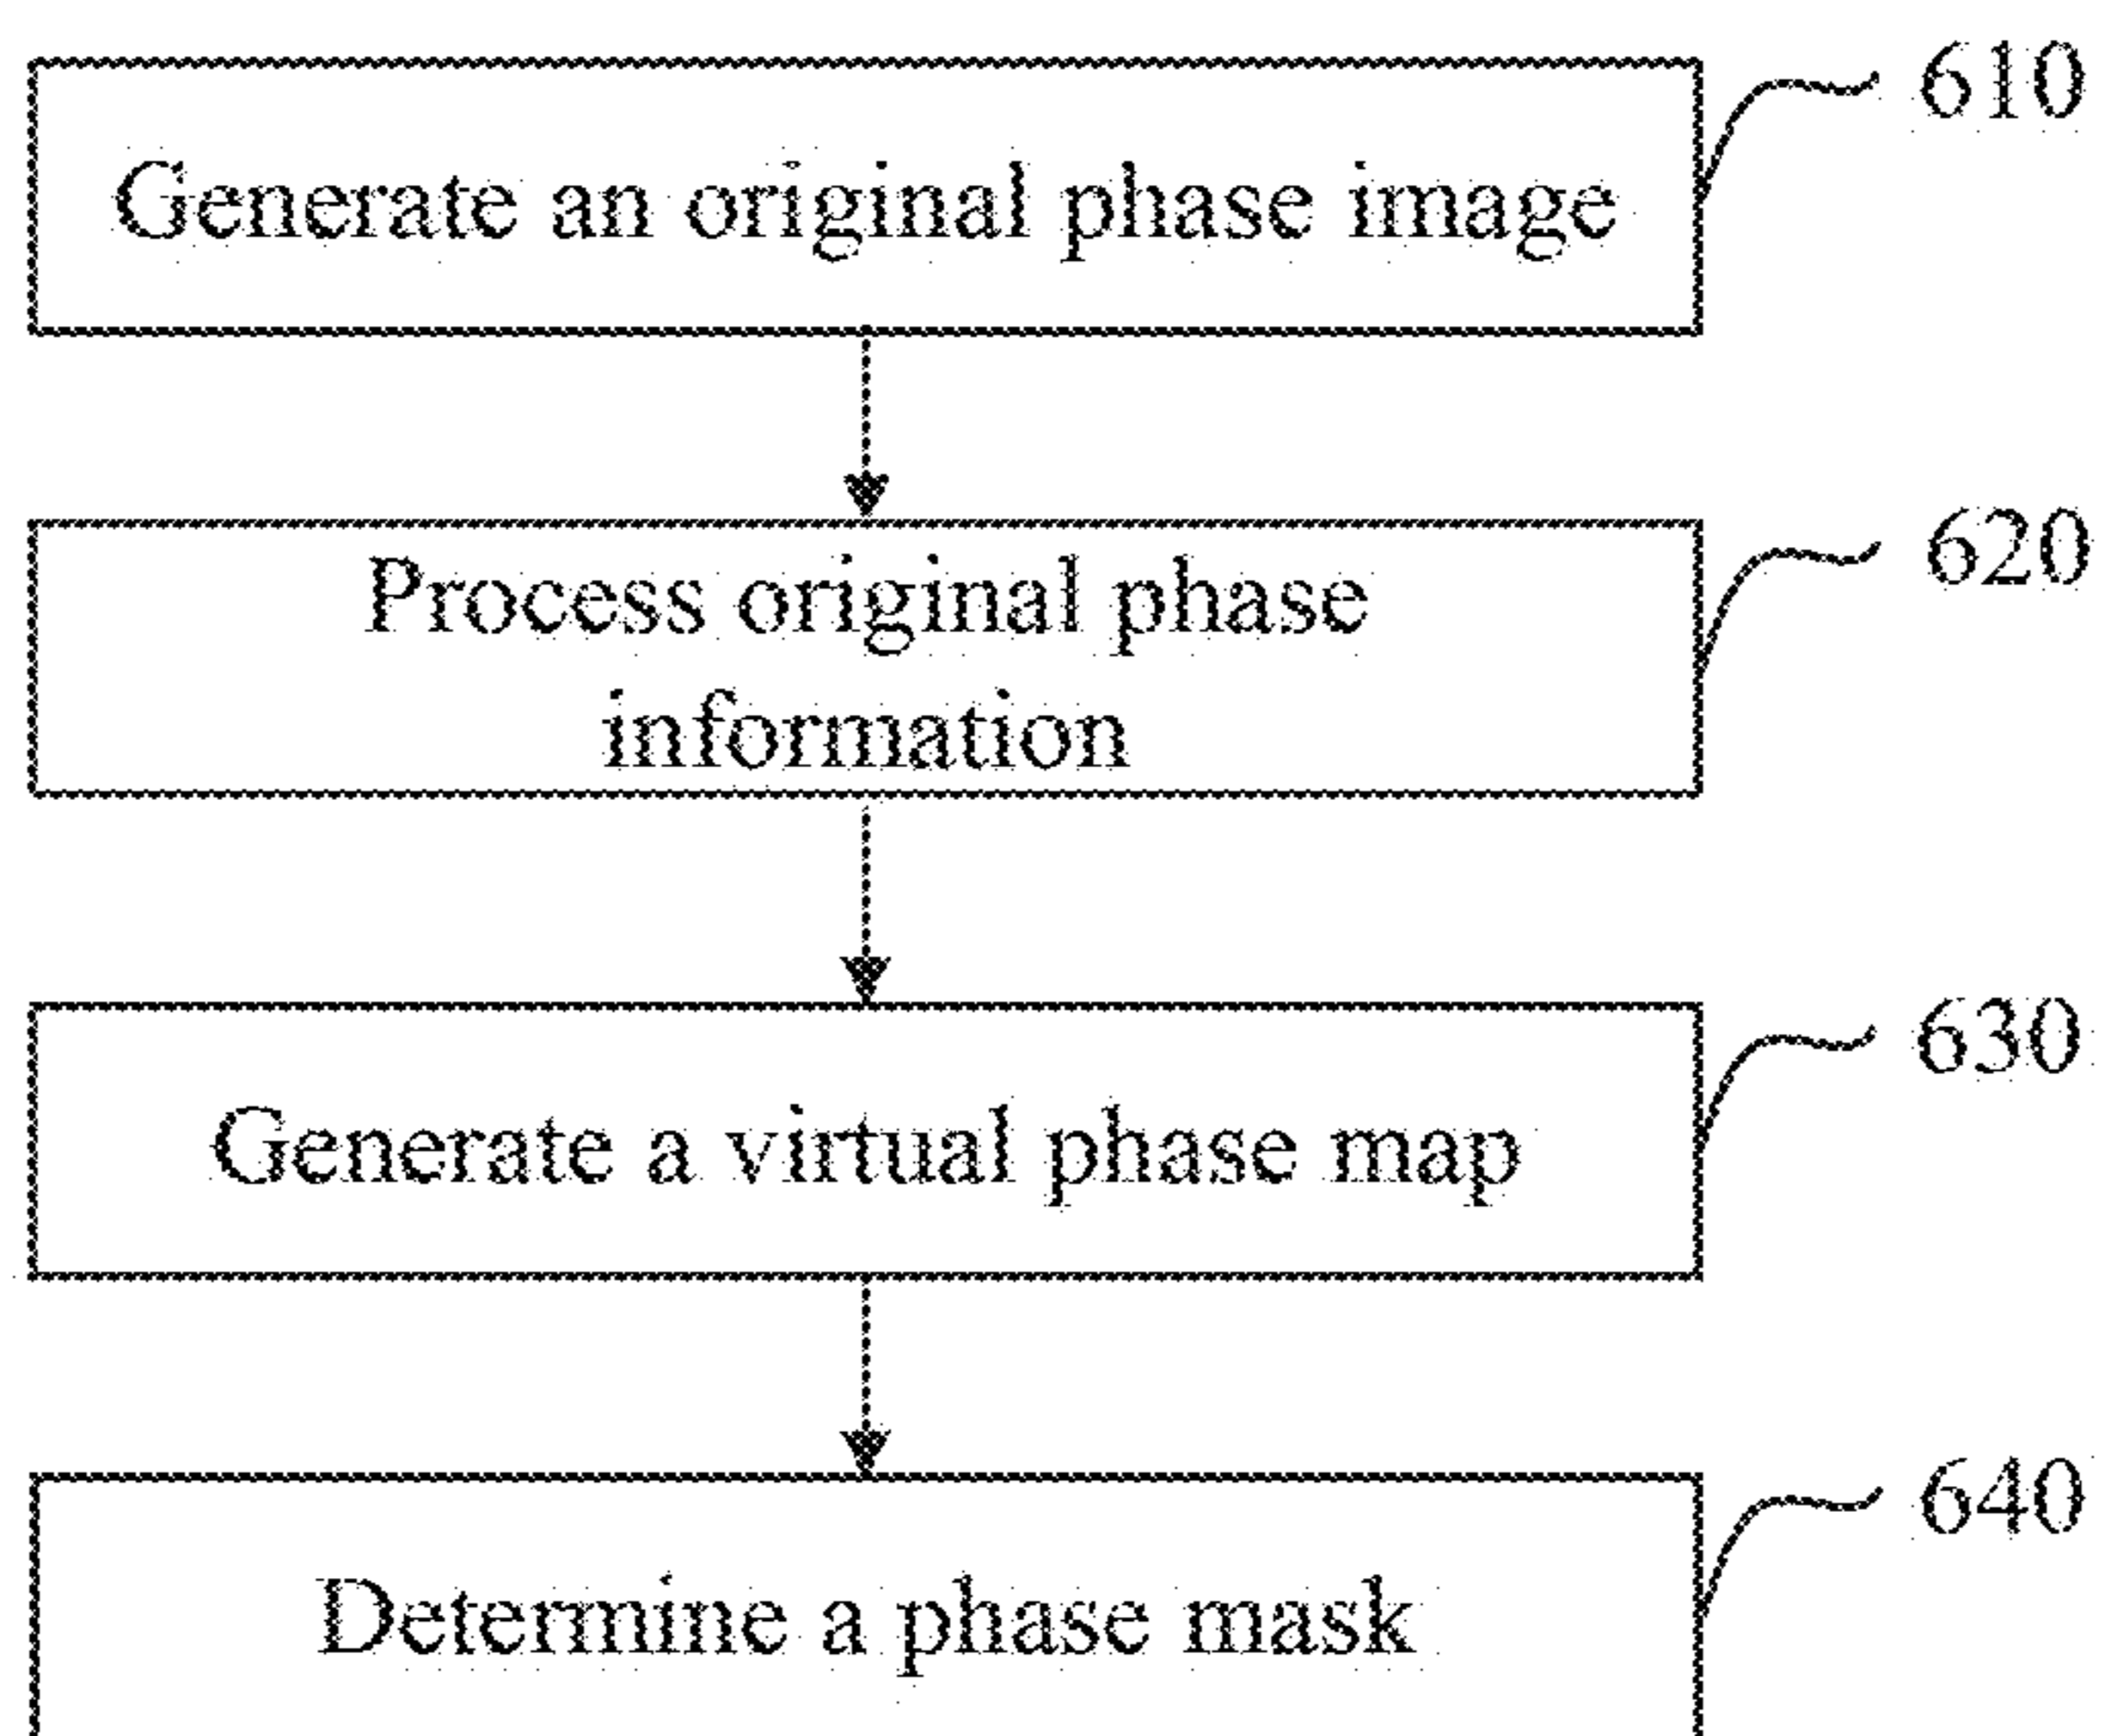 610
Generate an original phase image
620
Process original phase
information
630
Generate a virtual phase map
640
Determine a phase mask